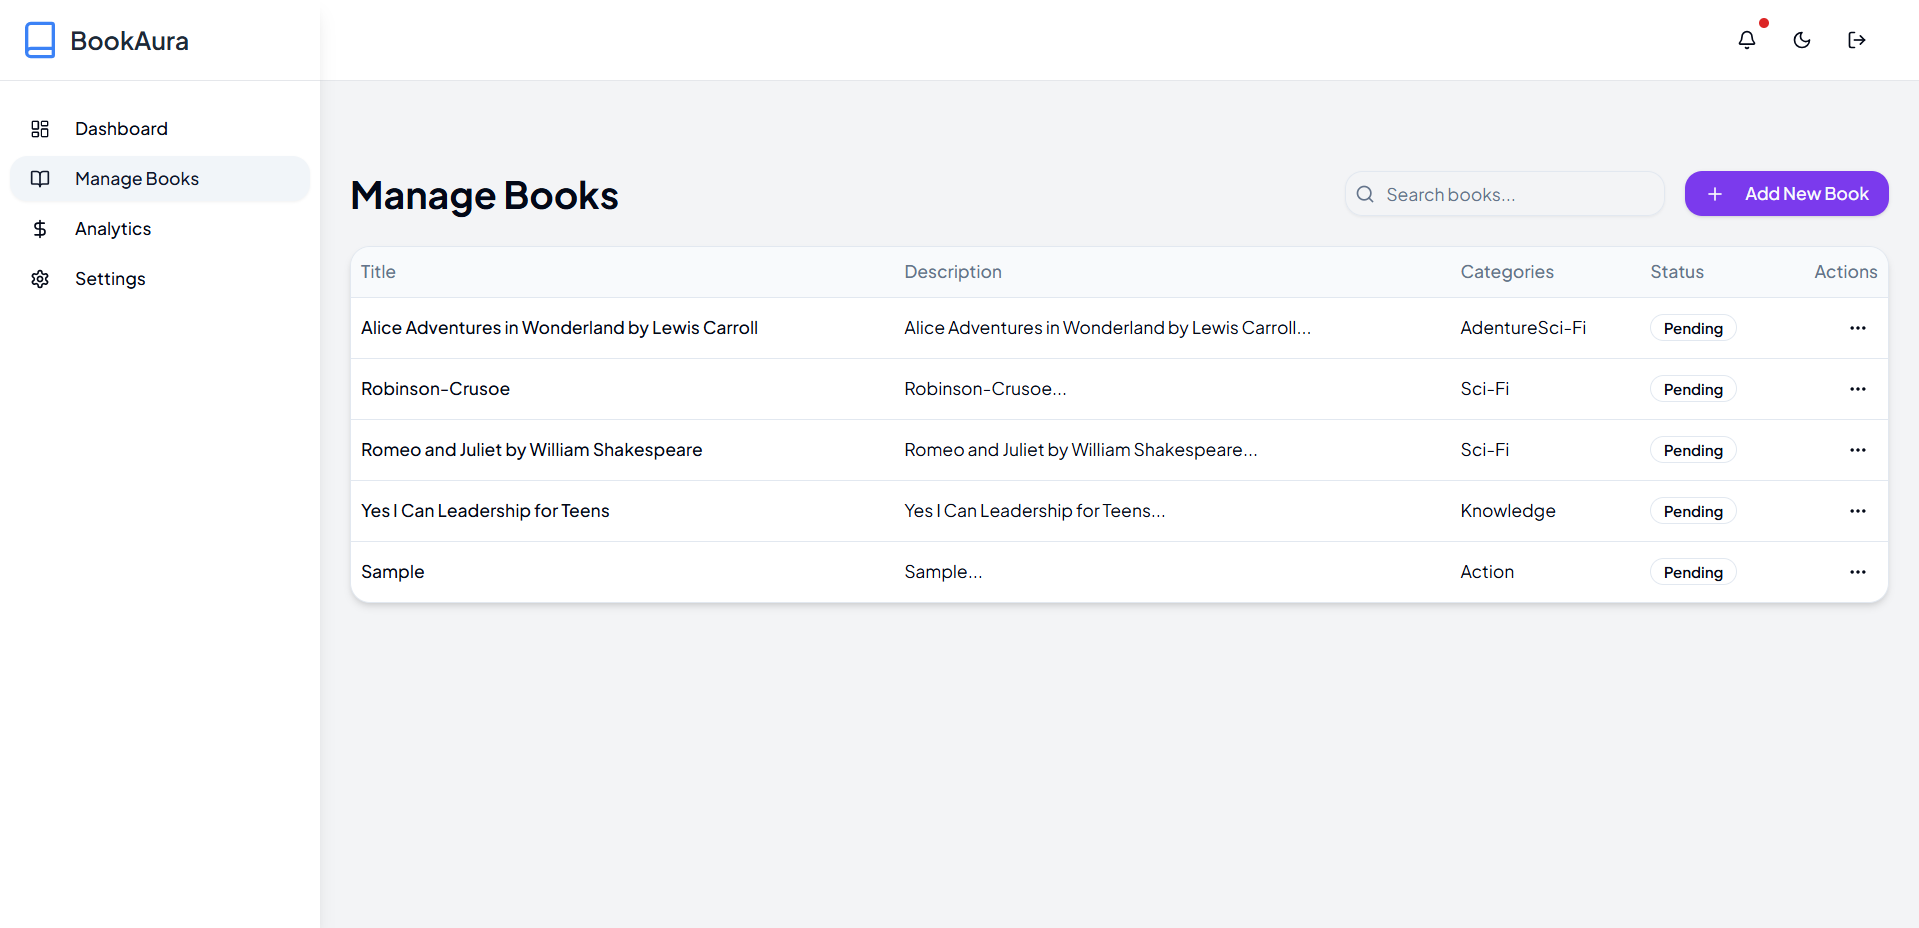 BookAura
Dashboard
Manage Books
Analytics
Settings
Manage Books
Search books...
Add New Book
Title Description Categories Status Actions
Alice Adventures in Wonderland by Lewis Carroll Alice Adventures in Wonderland by Lewis Carroll... AdentureSci-Fi Pending
Robinson-Crusoe Robinson-Crusoe... Sci-Fi Pending
Romeo and Juliet by William Shakespeare Romeo and Juliet by William Shakespeare... Sci-Fi Pending
Yes I Can Leadership for Teens Yes I Can Leadership for Teens... Knowledge Pending
Sample Sample... Action Pending